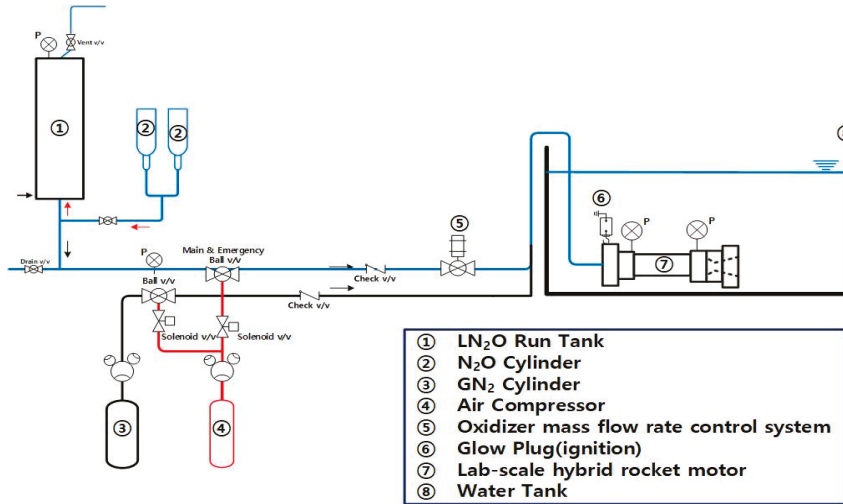 P
Vent v/v
①
② ②
⑧
⑥
P
P
⑤
⑦
Main & Emergency
Ball v/v
P
Drain v/v
Ball v/v
Check v/v
Check v/v
Solenoid v/v
Solenoid v/v
③
④
① LN₂O Run Tank
② N₂O Cylinder
③ GN₂ Cylinder
④ Air Compressor
⑤ Oxidizer mass flow rate control system
⑥ Glow Plug(ignition)
⑦ Lab-scale hybrid rocket motor
⑧ Water Tank